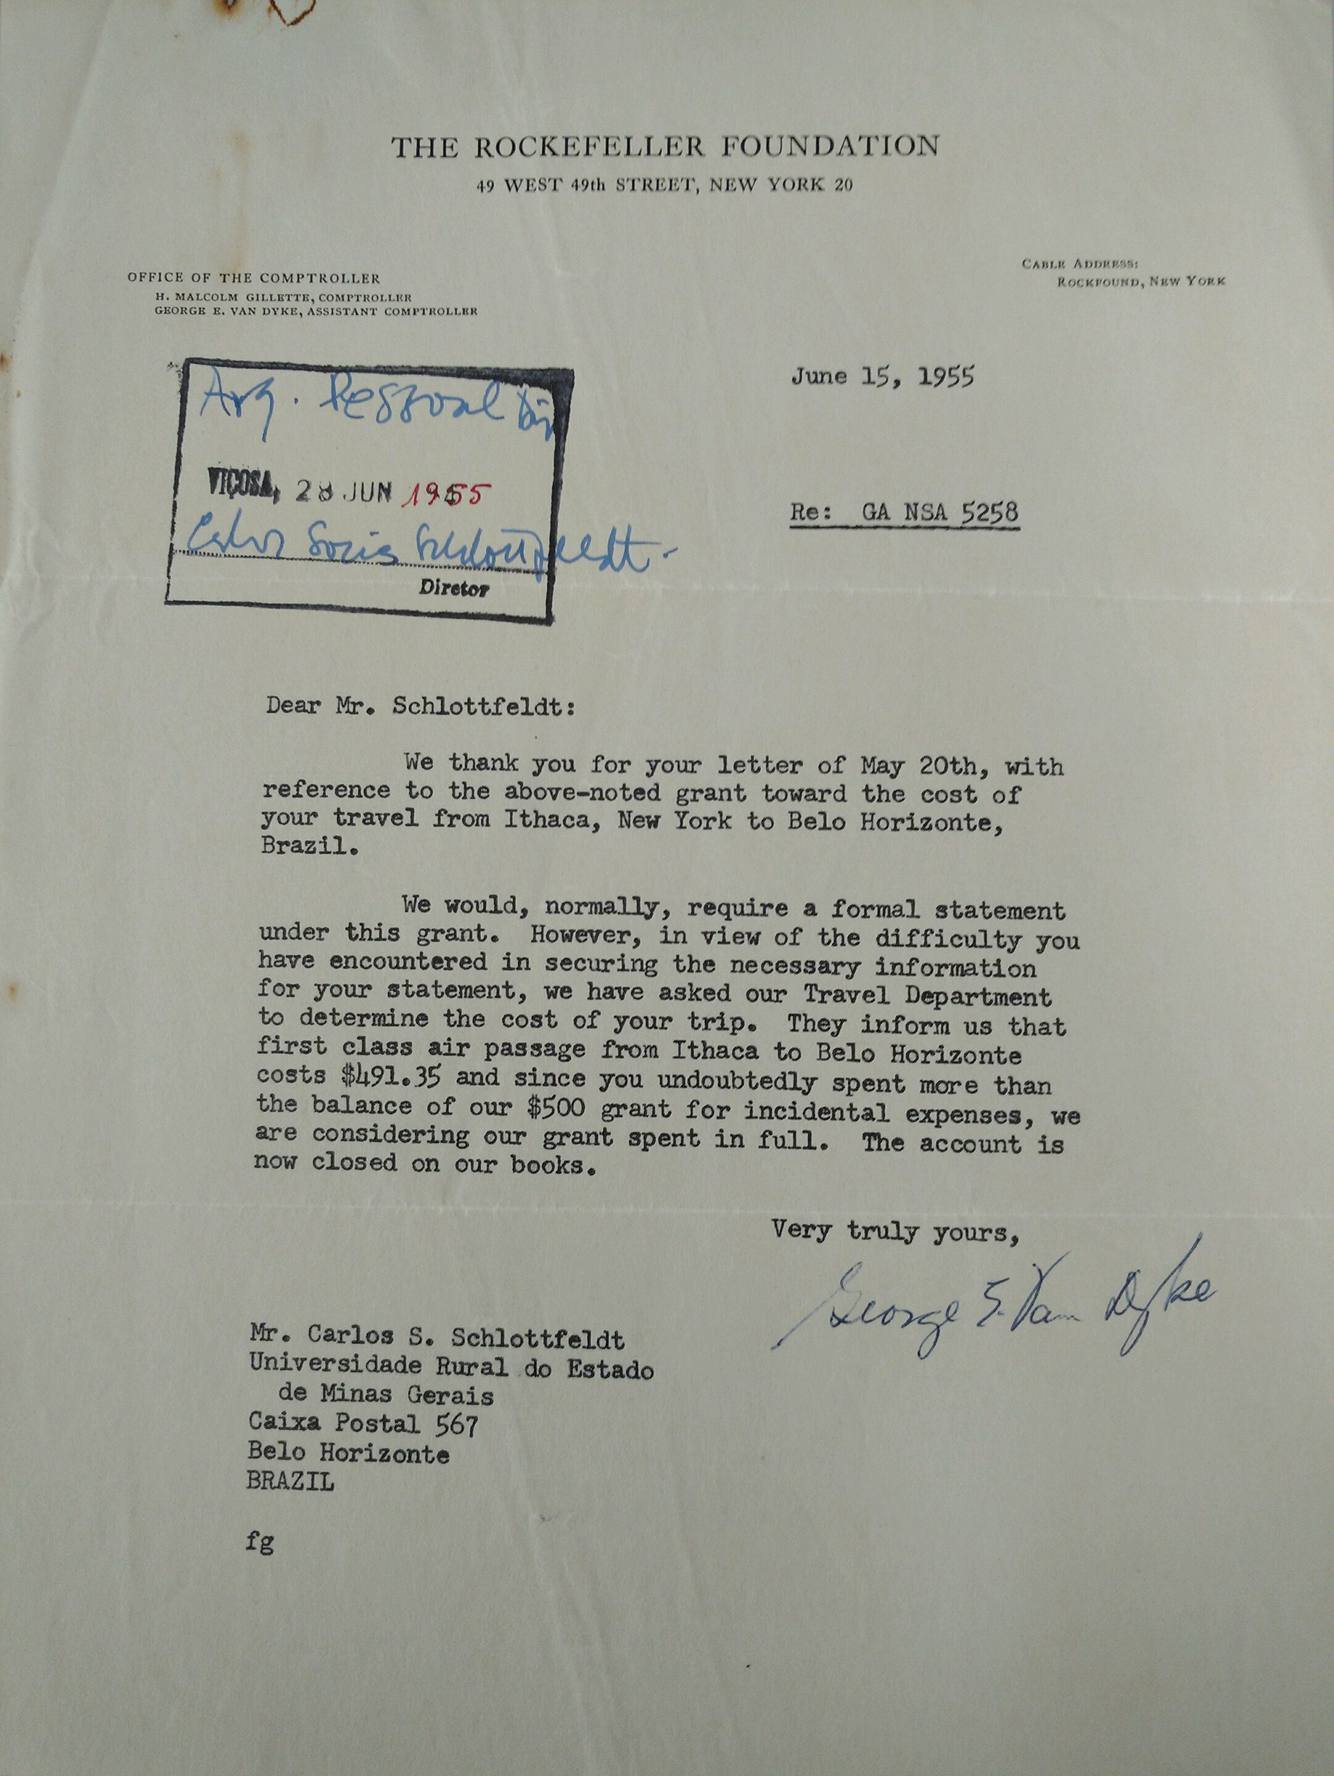 THE ROCKEFELLER FOUNDATION
49 WEST 49th STREET, NEW YORK 20
OFFICE OF THE COMPTROLLER
H. MALCOLM GILLETTE, COMPTROLLER
GEORGE E. VAN DYKE, ASSISTANT COMPTROLLER
CABLE ADDRESS:
ROCKFOUND, NEW YORK
Arq. Pessoal
VIÇOSA, 28 JUN 1955
Carlos Socias Schlottfeldt
Diretor
June 15, 1955
Re: GA NSA 5258
Dear Mr. Schlottfeldt:
We thank you for your letter of May 20th, with
reference to the above-noted grant toward the cost of
your travel from Ithaca, New York to Belo Horizonte,
Brazil.
We would, normally, require a formal statement
under this grant. However, in view of the difficulty you
have encountered in securing the necessary information
for your statement, we have asked our Travel Department
to determine the cost of your trip. They inform us that
first class air passage from Ithaca to Belo Horizonte
costs $491.35 and since you undoubtedly spent more than
the balance of our $500 grant for incidental expenses, we
are considering our grant spent in full. The account is
now closed on our books.
Very truly yours,
George E. Van Dyke
Mr. Carlos S. Schlottfeldt
Universidade Rural do Estado
de Minas Gerais
Caixa Postal 567
Belo Horizonte
BRAZIL
fg